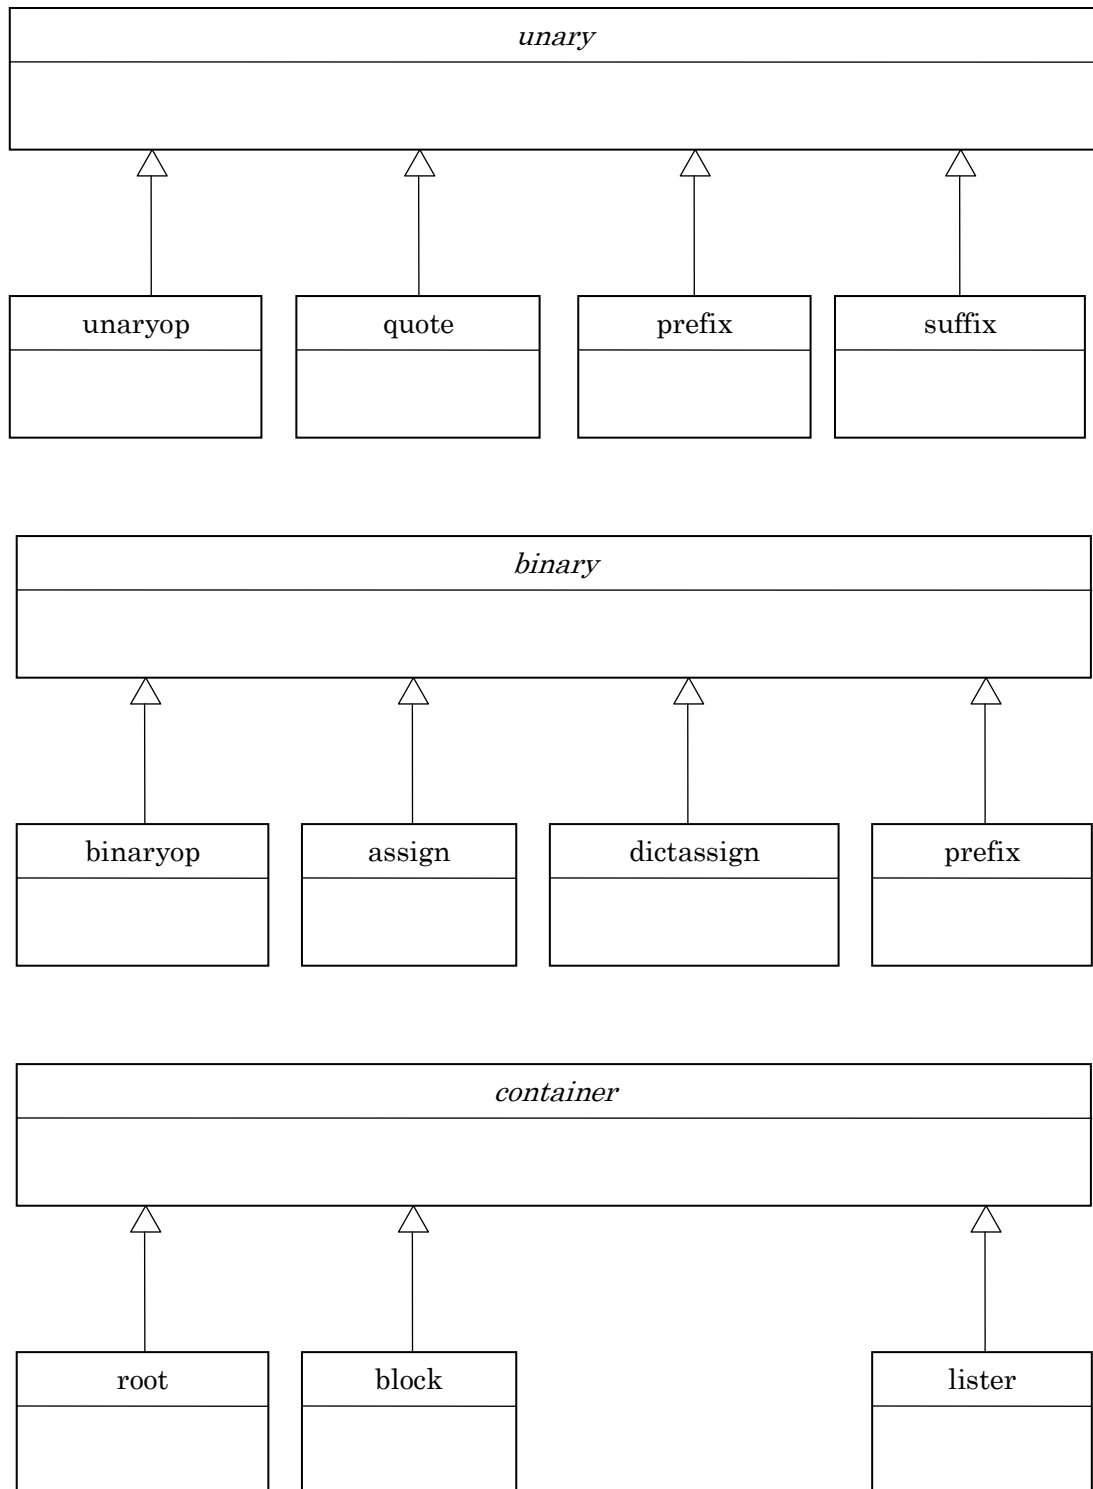 unary
unaryop quote prefix suffix
binary
binaryop assign dictassign prefix
container
root block lister